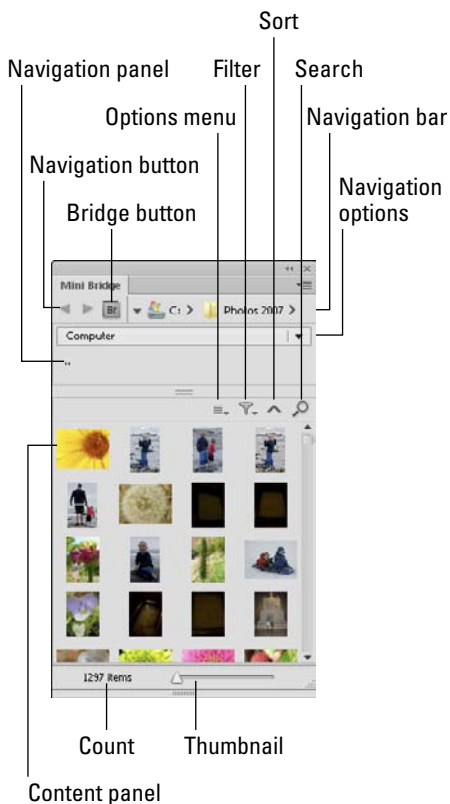 Sort
Navigation panel
Filter
Search
Options menu
Navigation bar
Navigation button
Navigation
options
Bridge button
Mini Bridge
Br
C: >
Photos 2007 >
Computer
..
1297 items
Count
Thumbnail
Content panel